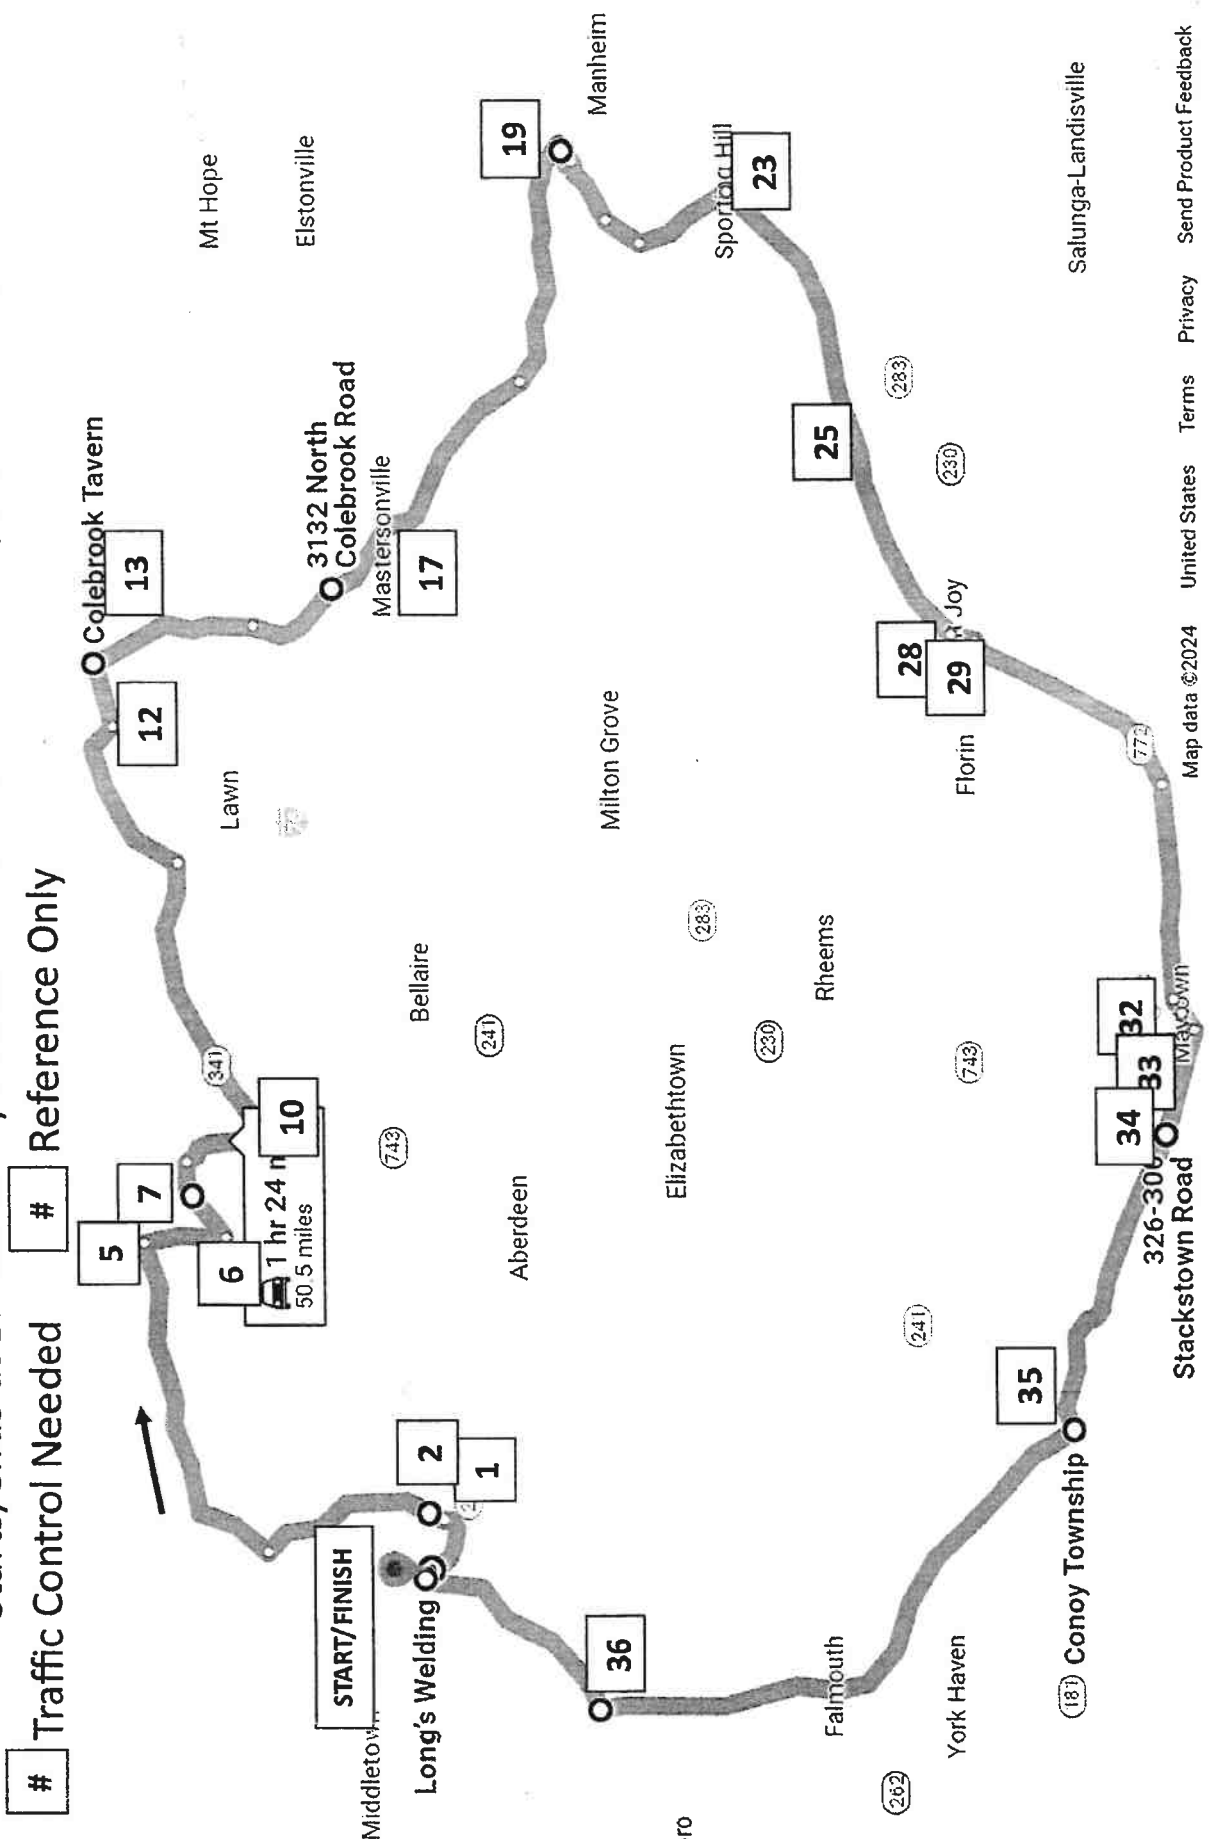 # Traffic Control Needed
# Reference Only
Colebrook Tavern
12
13
5
7
Lawn
Mt Hope
341
6
10
1 hr 24
50.5 miles
Elstonville
3132 North
Colebrook Road
START/FINISH
Mastersonville
Middletow
743
Bellaire
17
Long's Welding
2
1
241
19
Manheim
Aberdeen
36
Milton Grove
Elizabethtown
283
Sporting Hill
23
230
Rheems
25
Falmouth
283
28
29
Joy
262
241
York Haven
743
Florin
230
35
181
Conoy Township
Salunga-Landisville
32
33
34
Maytown
772
326-306
Stackstown Road
Map data ©2024 United States Terms Privacy Send Product Feedback